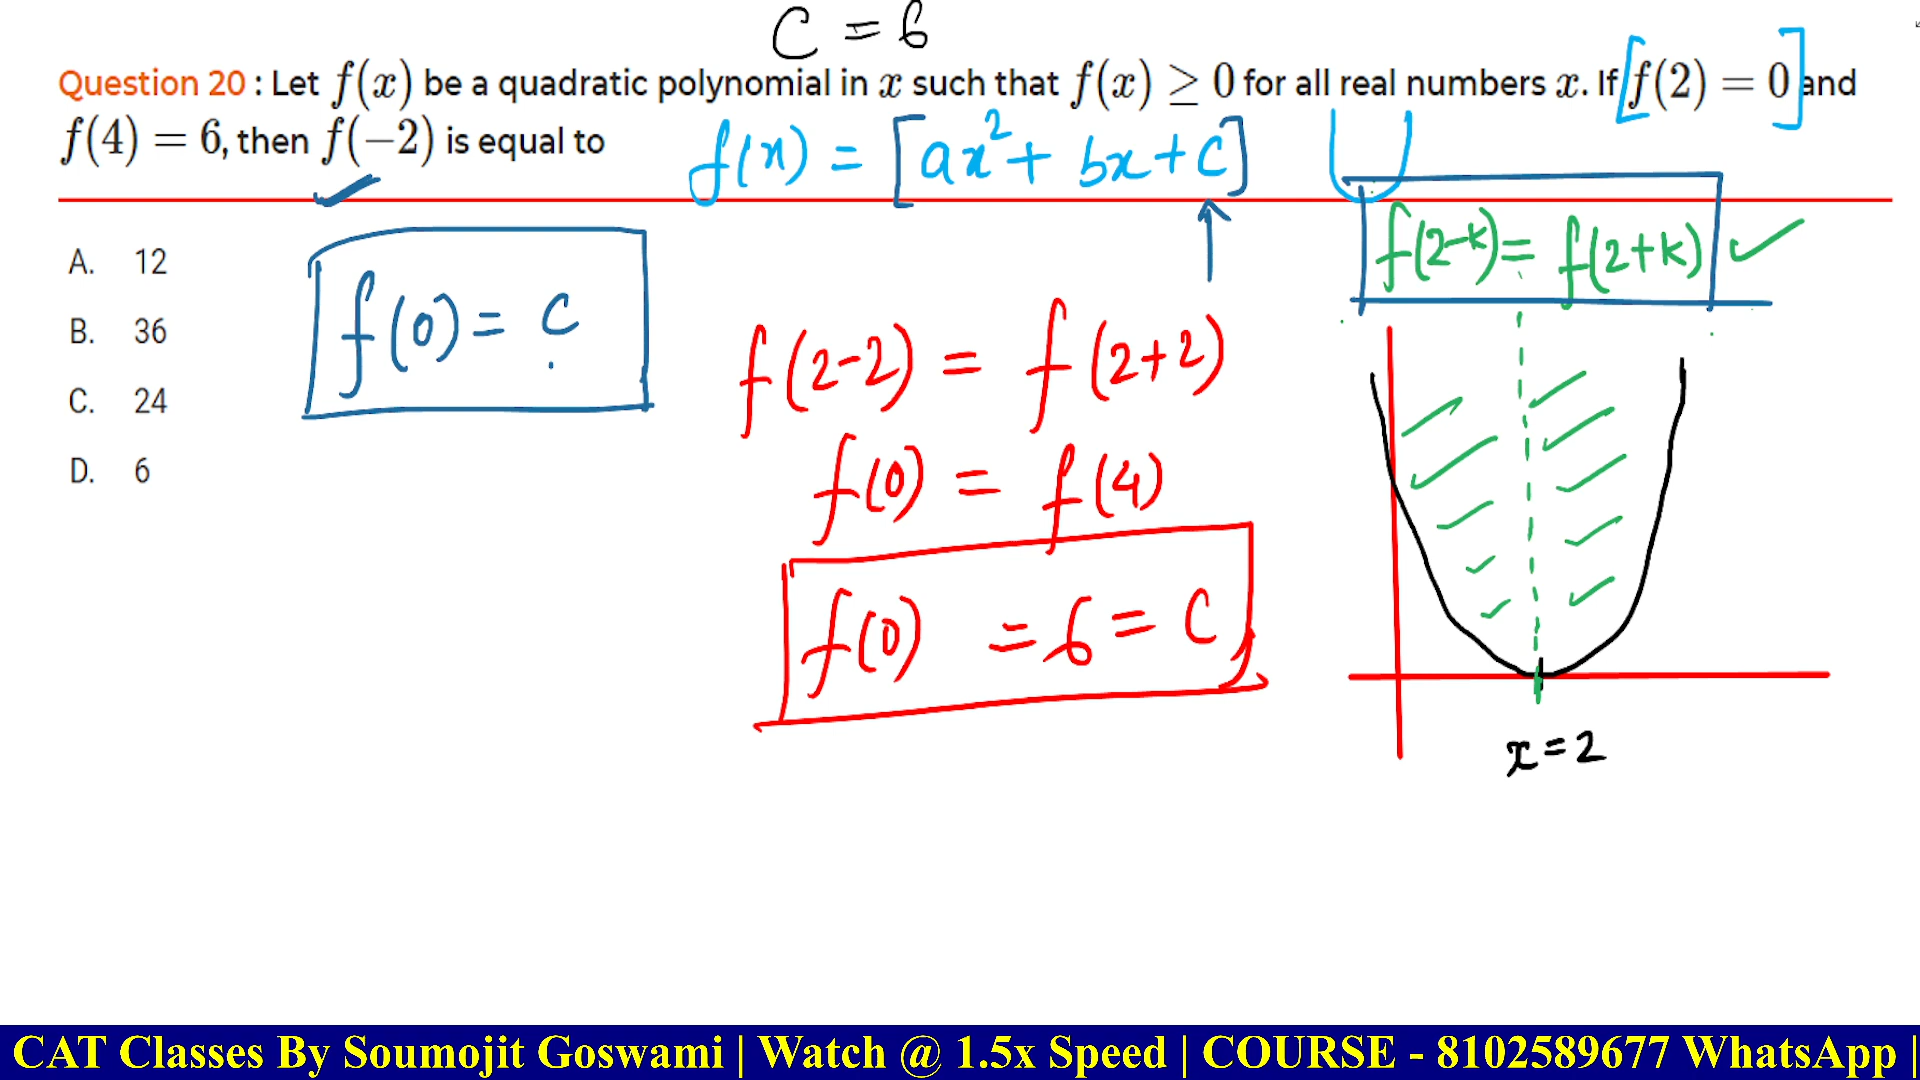 C = 6
Question 20 : Let f(x) be a quadratic polynomial in x such that f(x) ≥ 0 for all real numbers x. If [f(2) = 0] and
f(4) = 6, then f(−2) is equal to
f(x) = [ax² + bx + c]
A. 12
B. 36
C. 24
D. 6
f(0) = c
f(2-k) = f(2+k) ✓
f(2-2) = f(2+2)
f(0) = f(4)
f(0) = 6 = c
x = 2
CAT Classes By Soumojit Goswami | Watch @ 1.5x Speed | COURSE - 8102589677 WhatsApp |